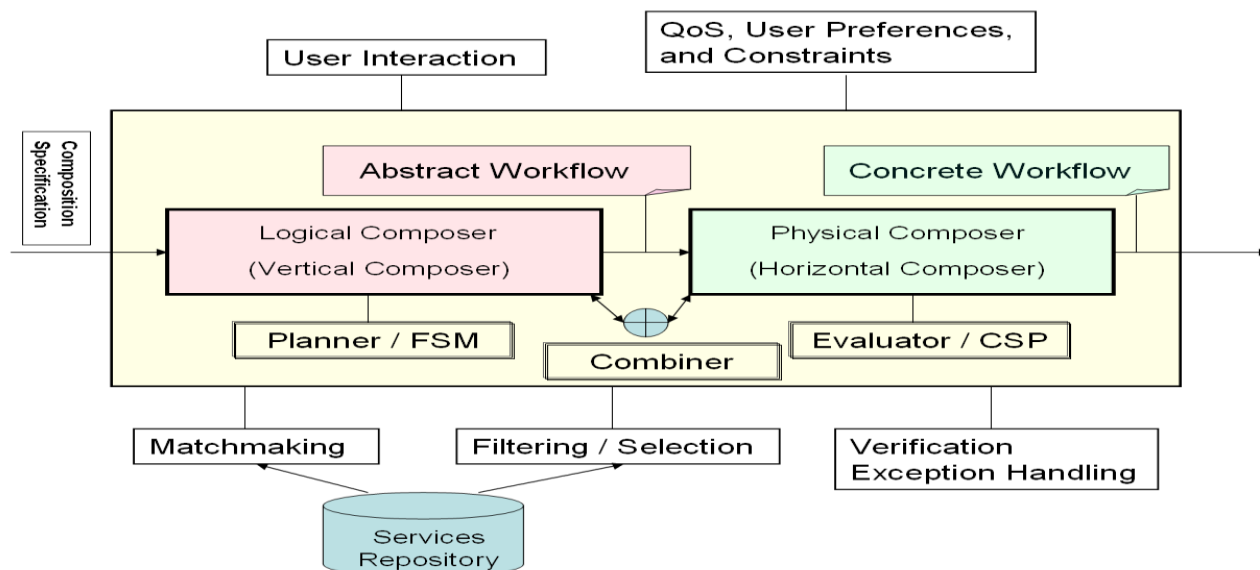 User Interaction
QoS, User Preferences,
and Constraints
Composition
Specification
Abstract Workflow
Concrete Workflow
Logical Composer
(Vertical Composer)
Physical Composer
(Horizontal Composer)
Planner / FSM
Combiner
Evaluator / CSP
Matchmaking
Filtering / Selection
Verification
Exception Handling
Services
Repository